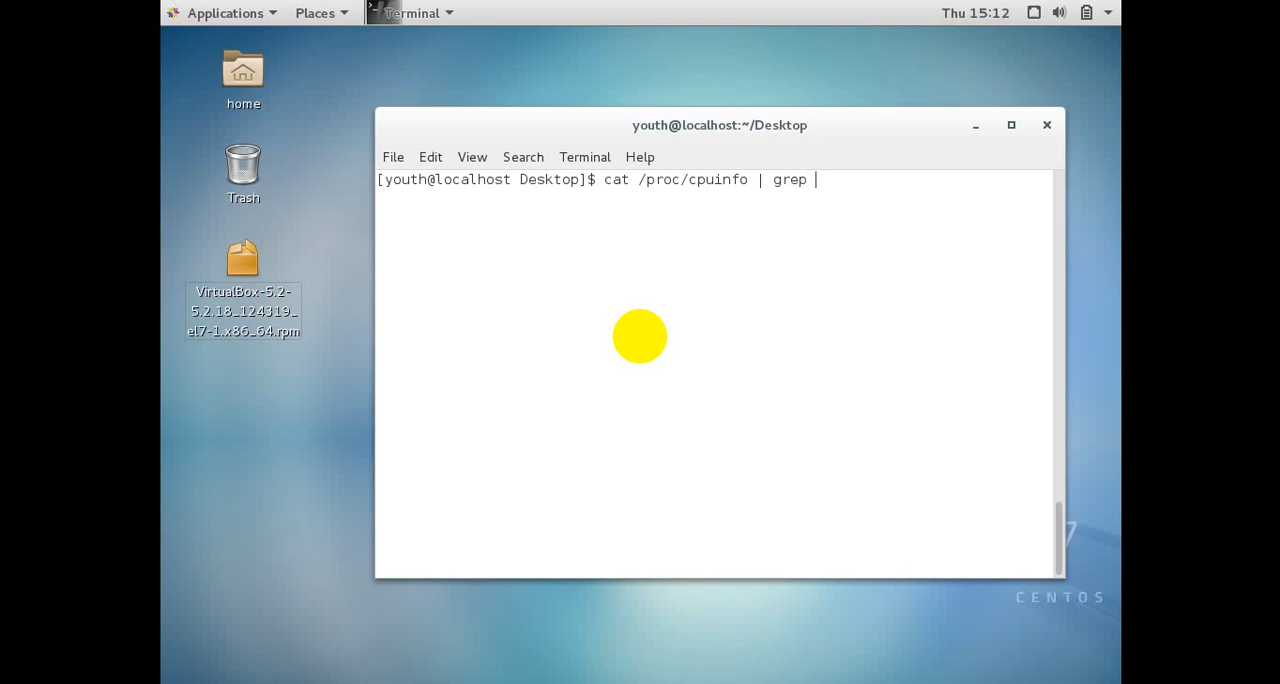 Applications Places Terminal Thu 15:12
home
Trash
VirtualBox-5.2-
5.2.18_124319_
el7-1.x86_64.rpm
youth@localhost:~/Desktop
File Edit View Search Terminal Help
[youth@localhost Desktop]$ cat /proc/cpuinfo | grep
7
CENTOS